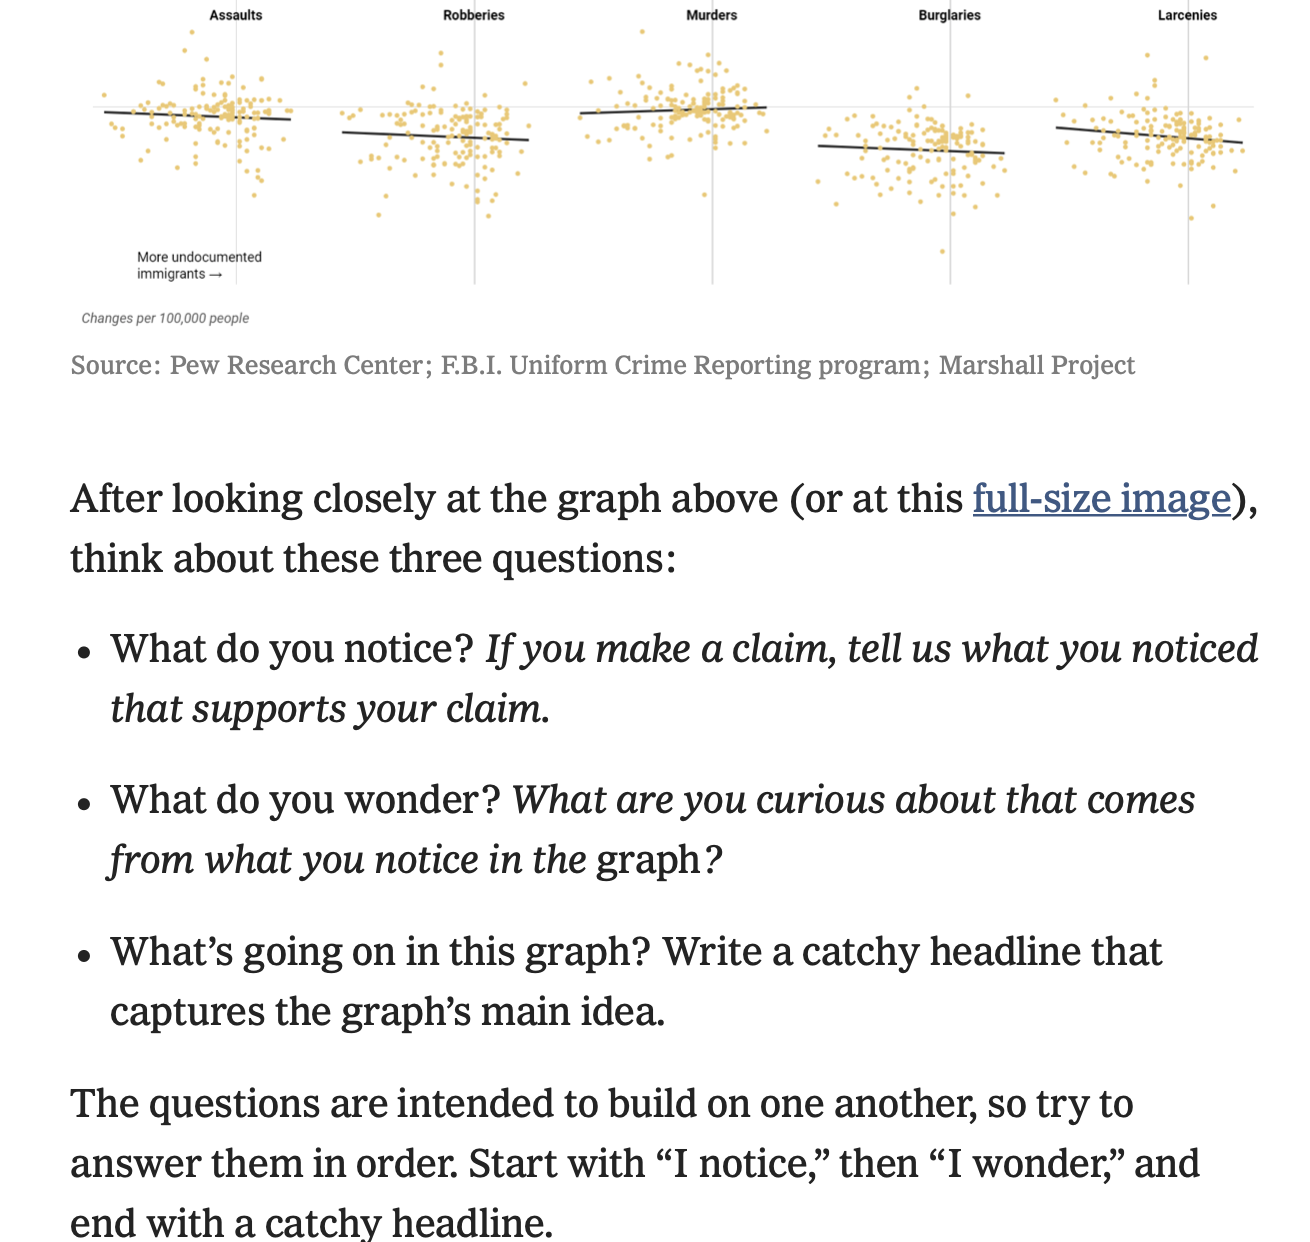 Assaults Robberies Murders Burglaries Larcenies
More undocumented
immigrants →
Changes per 100,000 people
Source: Pew Research Center; F.B.I. Uniform Crime Reporting program; Marshall Project
After looking closely at the graph above (or at this full-size image),
think about these three questions:
• What do you notice? If you make a claim, tell us what you noticed
that supports your claim.
• What do you wonder? What are you curious about that comes
from what you notice in the graph?
• What’s going on in this graph? Write a catchy headline that
captures the graph’s main idea.
The questions are intended to build on one another, so try to
answer them in order. Start with “I notice,” then “I wonder,” and
end with a catchy headline.